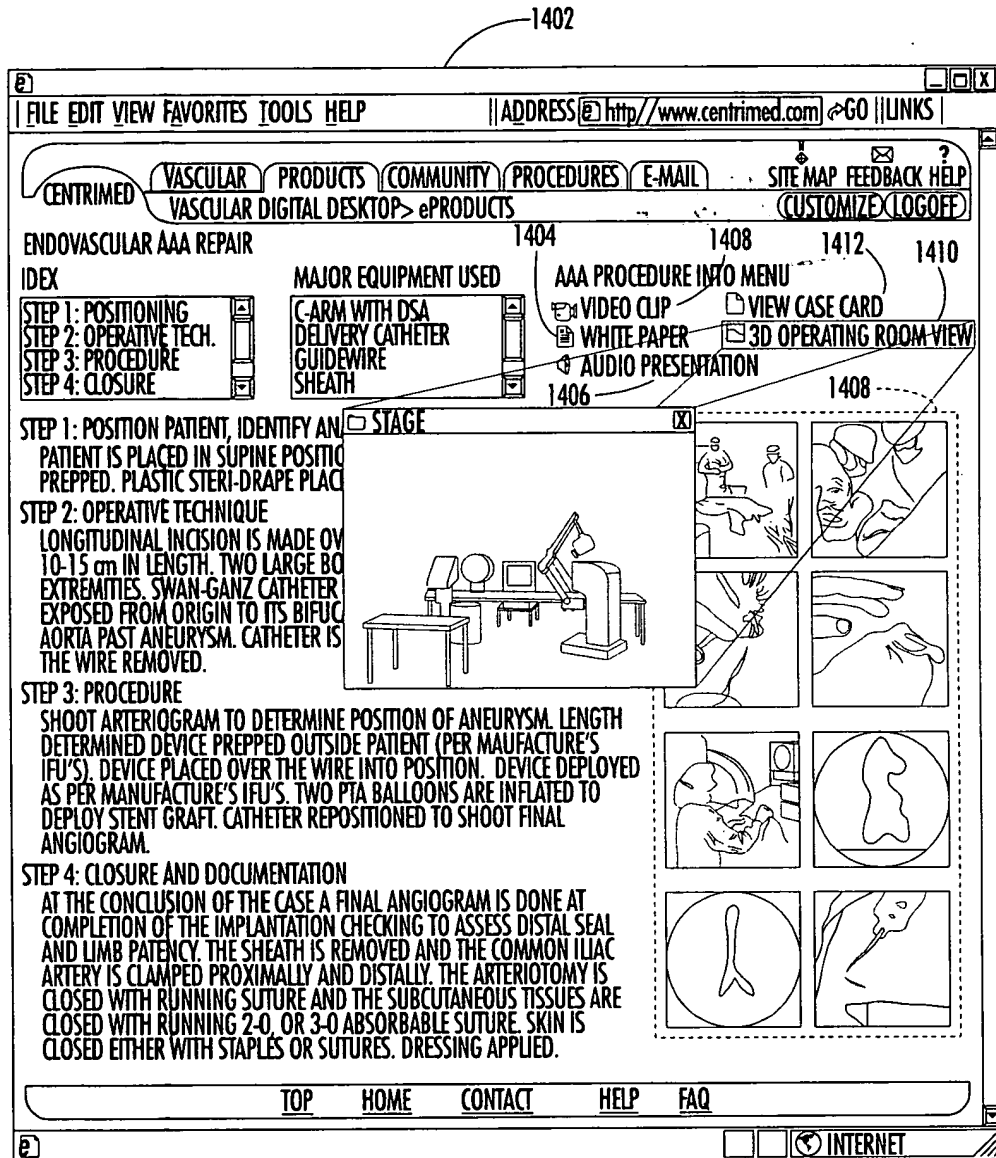 1402
FILE EDIT VIEW FAVORITES TOOLS HELP
ADDRESS http//www.centrimed.com GO LINKS
CENTRIMED
VASCULAR PRODUCTS COMMUNITY PROCEDURES E-MAIL
SITE MAP FEEDBACK HELP
VASCULAR DIGITAL DESKTOP> ePRODUCTS
CUSTOMIZE LOGOFF
ENDOVASCULAR AAA REPAIR
1404 1408 1412 1410
IDEX
STEP 1: POSITIONING
STEP 2: OPERATIVE TECH.
STEP 3: PROCEDURE
STEP 4: CLOSURE
MAJOR EQUIPMENT USED
C-ARM WITH DSA
DELIVERY CATHETER
GUIDEWIRE
SHEATH
AAA PROCEDURE INTO MENU
VIDEO CLIP
WHITE PAPER
AUDIO PRESENTATION
VIEW CASE CARD
3D OPERATING ROOM VIEW
1406
1408
STAGE
STEP 1: POSITION PATIENT, IDENTIFY AN
PATIENT IS PLACED IN SUPINE POSITIO
PREPPED. PLASTIC STERI-DRAPE PLAC
STEP 2: OPERATIVE TECHNIQUE
LONGITUDINAL INCISION IS MADE OV
10-15 cm IN LENGTH. TWO LARGE BO
EXTREMITIES. SWAN-GANZ CATHETER
EXPOSED FROM ORIGIN TO ITS BIFUC
AORTA PAST ANEURYSM. CATHETER IS
THE WIRE REMOVED.
STEP 3: PROCEDURE
SHOOT ARTERIOGRAM TO DETERMINE POSITION OF ANEURYSM. LENGTH
DETERMINED DEVICE PREPPED OUTSIDE PATIENT (PER MAUFACTURE'S
IFU'S). DEVICE PLACED OVER THE WIRE INTO POSITION. DEVICE DEPLOYED
AS PER MANUFACTURE'S IFU'S. TWO PTA BALLOONS ARE INFLATED TO
DEPLOY STENT GRAFT. CATHETER REPOSITIONED TO SHOOT FINAL
ANGIOGRAM.
STEP 4: CLOSURE AND DOCUMENTATION
AT THE CONCLUSION OF THE CASE A FINAL ANGIOGRAM IS DONE AT
COMPLETION OF THE IMPLANTATION CHECKING TO ASSESS DISTAL SEAL
AND LIMB PATENCY. THE SHEATH IS REMOVED AND THE COMMON ILIAC
ARTERY IS CLAMPED PROXIMALLY AND DISTALLY. THE ARTERIOTOMY IS
CLOSED WITH RUNNING SUTURE AND THE SUBCUTANEOUS TISSUES ARE
CLOSED WITH RUNNING 2-0, OR 3-0 ABSORBABLE SUTURE. SKIN IS
CLOSED EITHER WITH STAPLES OR SUTURES. DRESSING APPLIED.
TOP HOME CONTACT HELP FAQ
INTERNET